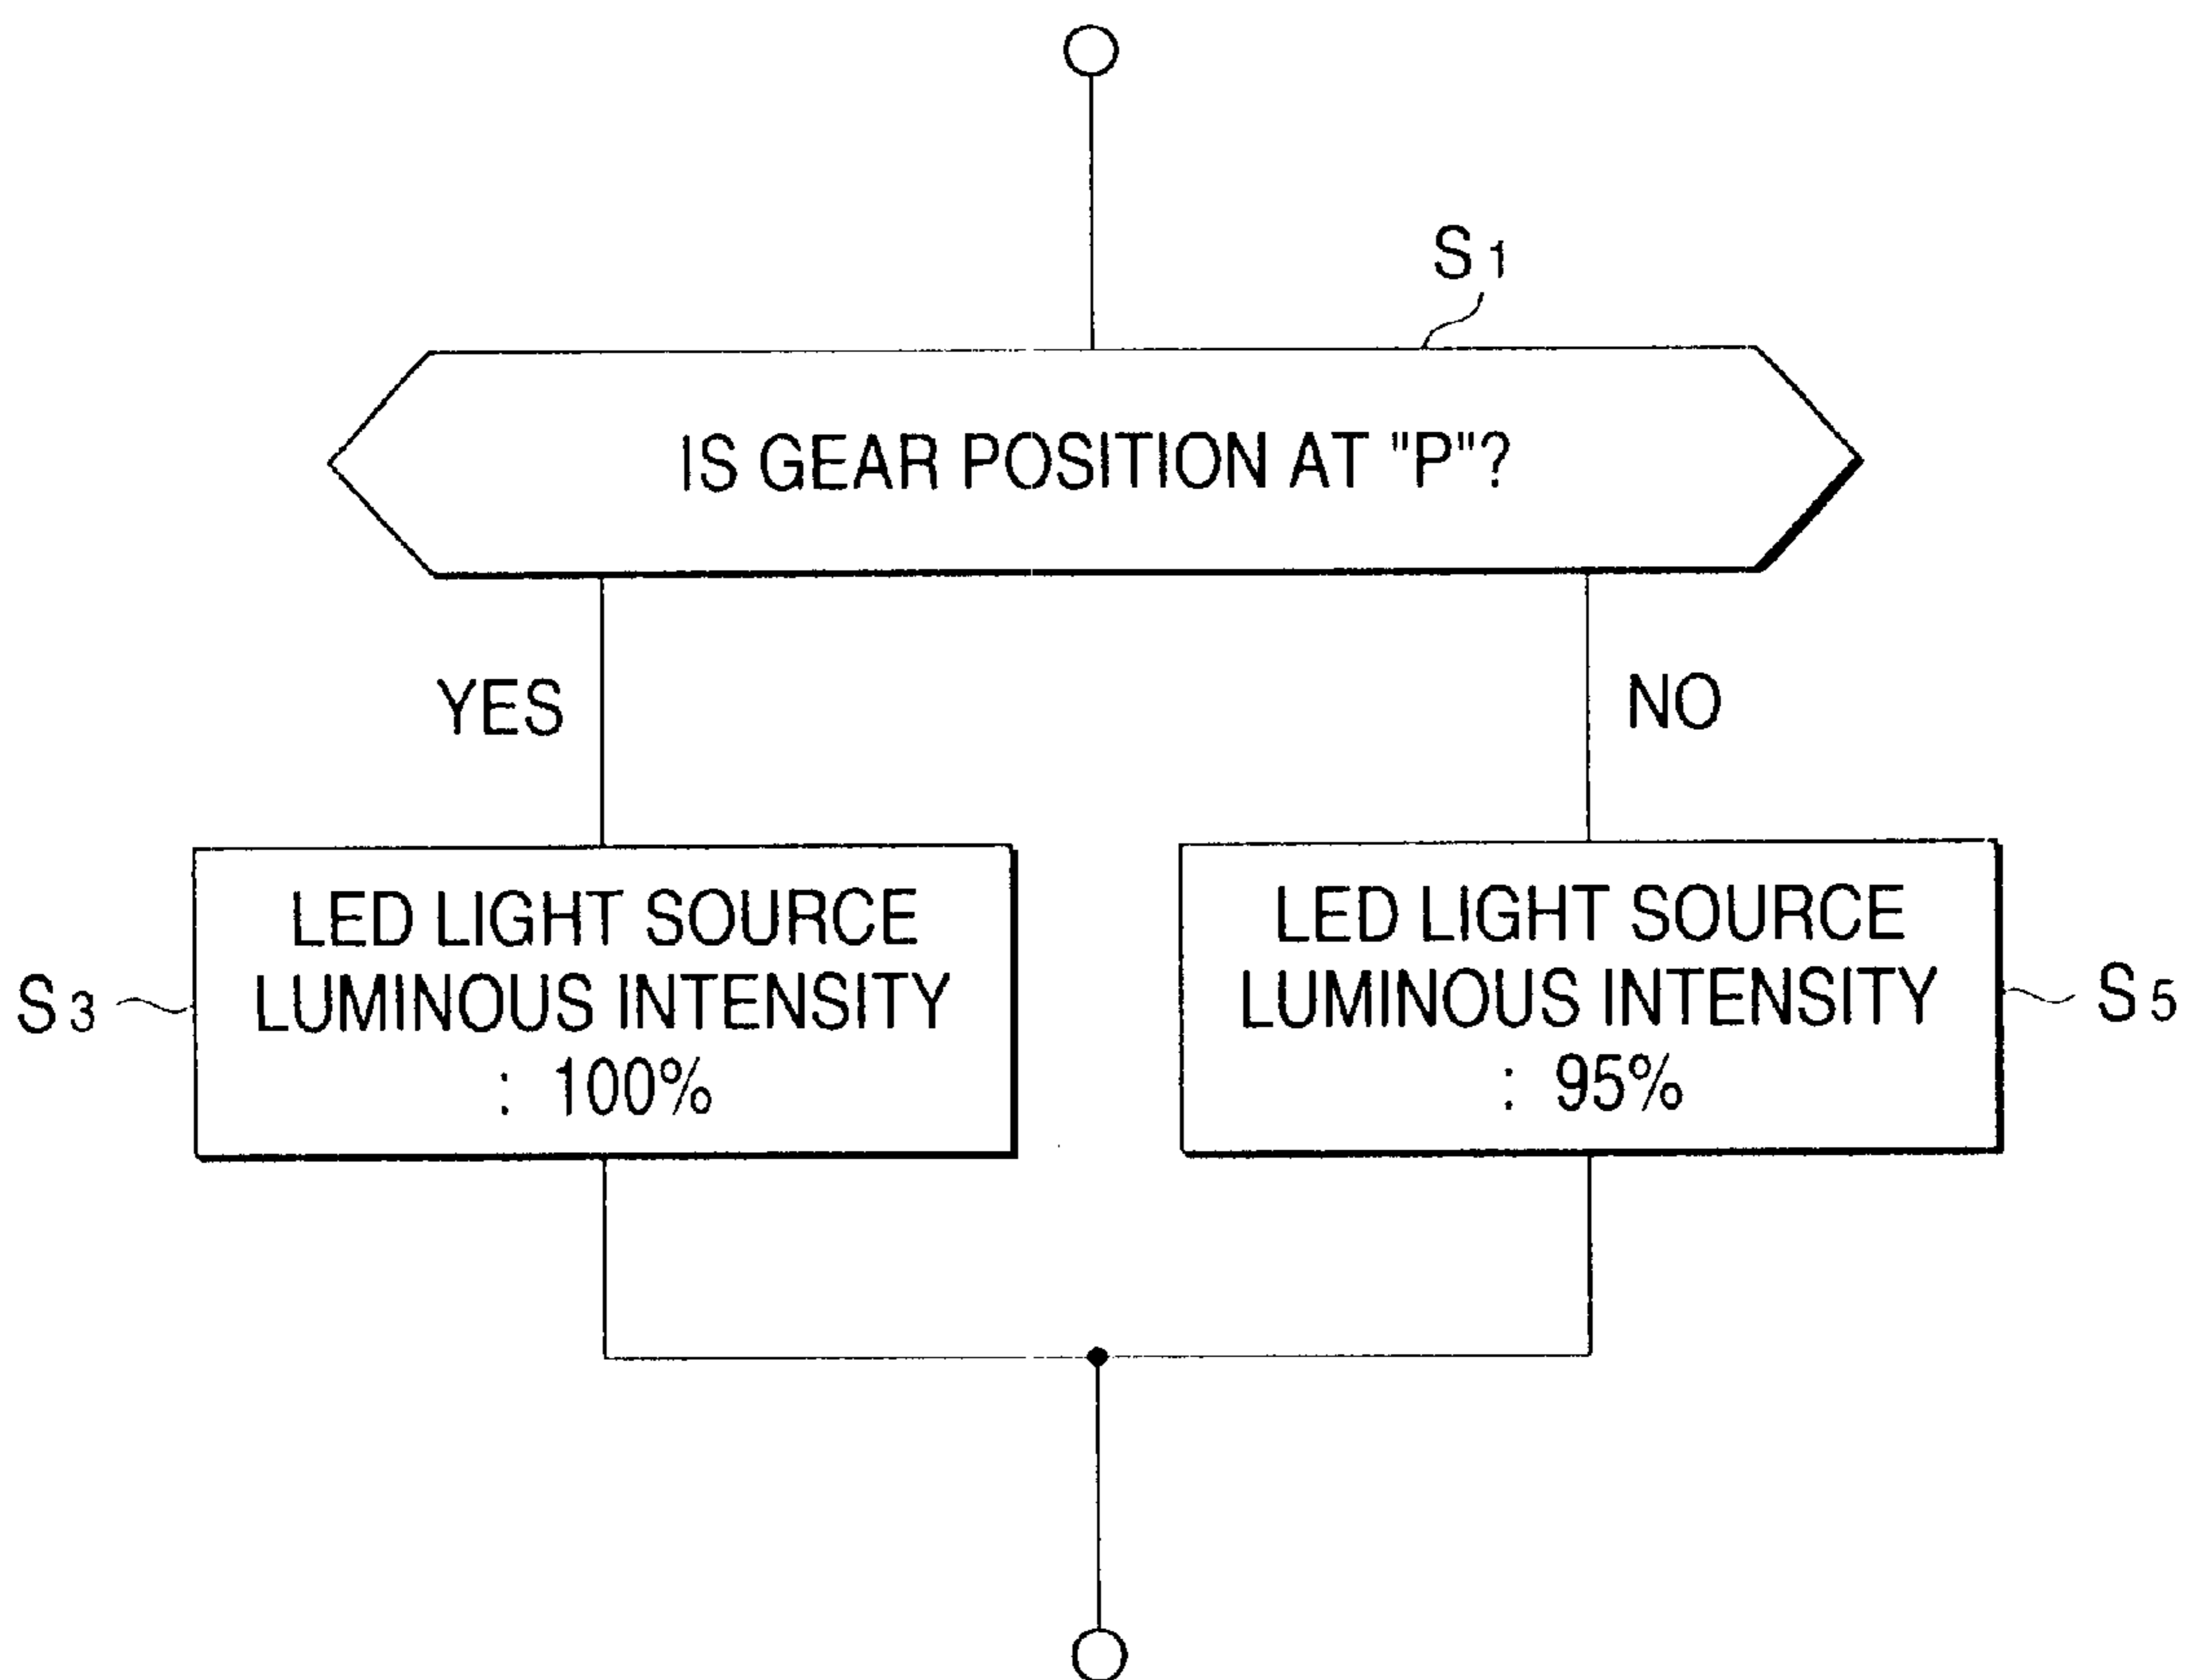 S1
IS GEAR POSITION AT "P"?
YES
NO
LED LIGHT SOURCE
LUMINOUS INTENSITY
: 100%
S3
LED LIGHT SOURCE
LUMINOUS INTENSITY
: 95%
S5